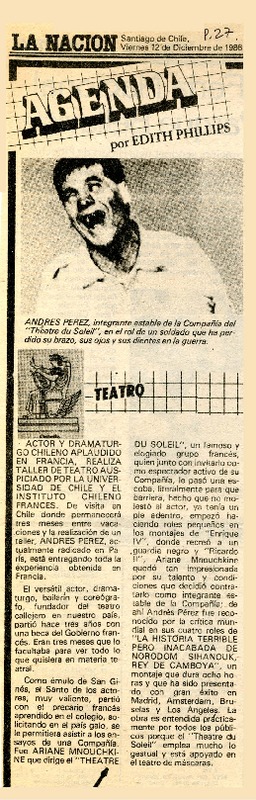 P.27.
LA NACION
Santiago de Chile,
Viernes 12 de Diciembre de 1986
AGENDA
por EDITH PHILLIPS
ANDRES PEREZ, integrante estable de la Compañía del
"Theatre du Soleil", en el rol de un soldado que ha per-
dido su brazo, sus ojos y sus dientes en la guerra.
TEATRO
ACTOR Y DRAMATUR-
GO CHILENO APLAUDIDO
EN FRANCIA, REALIZA
TALLER DE TEATRO AUS-
PICIADO POR LA UNIVER-
SIDAD DE CHILE Y EL
INSTITUTO CHILENO
FRANCES. De visita en
Chile donde permanecerá
tres meses entre vaca-
ciones y la realización de un
taller, ANDRES PEREZ, ac-
tualmente radicado en Pa-
rís, está entregando toda la
experiencia obtenida en
Francia.
El versátil actor, drama-
turgo, bailarín y coreógra-
fo, fundador del teatro
callejero en nuestro país,
partió hace tres años con
una beca del Gobierno fran-
cés. Eran tres meses que lo
facultaba para ver todo lo
que quisiera en materia te-
atral.
Como émulo de San Gi-
nés, el Santo de los acto-
res, muy valiente, partió
con el precario francés
aprendido en el colegio, so-
licitando en el país galo, se
le permitiera asistir a los en-
sayos de una Compañía.
Fue ARIANE MNOUCHKI-
NE que dirige el "THEATRE
DU SOLEIL", un famoso y
elogiado grupo francés,
quien junto con invitarlo co-
mo espectador activo de su
Compañía, le pasó una es-
coba, literalmente para que
barriera, hecho que no mo-
lestó al actor, ya tenía un
pie adentro, empezó ha-
ciendo roles pequeños en
los montajes de "Enrique
IV", donde recreó a un
guardia negro y "Ricardo
II", Ariane Mnouchkine
quedó tan impresionada
por su talento y condi-
ciones que decidió contra-
tarlo como integrante es-
table de la Compañía; de
ahí Andrés Pérez fue reco-
nocido por la crítica mun-
dial en sus cuatro roles de
"LA HISTORIA TERRIBLE
PERO INACABADA DE
NORODOM SIHANOUK,
REY DE CAMBOYA", un
montaje que dura ocho ho-
ras y que ha sido presenta-
do con gran éxito en
Madrid, Amsterdam, Bru-
selas y Los Angeles. La
obra es entendida práctica-
mente por todos los públi-
cos porque el "Theatre du
Soleil" emplea mucho lo
gestual y está apoyado en
el teatro de máscaras.